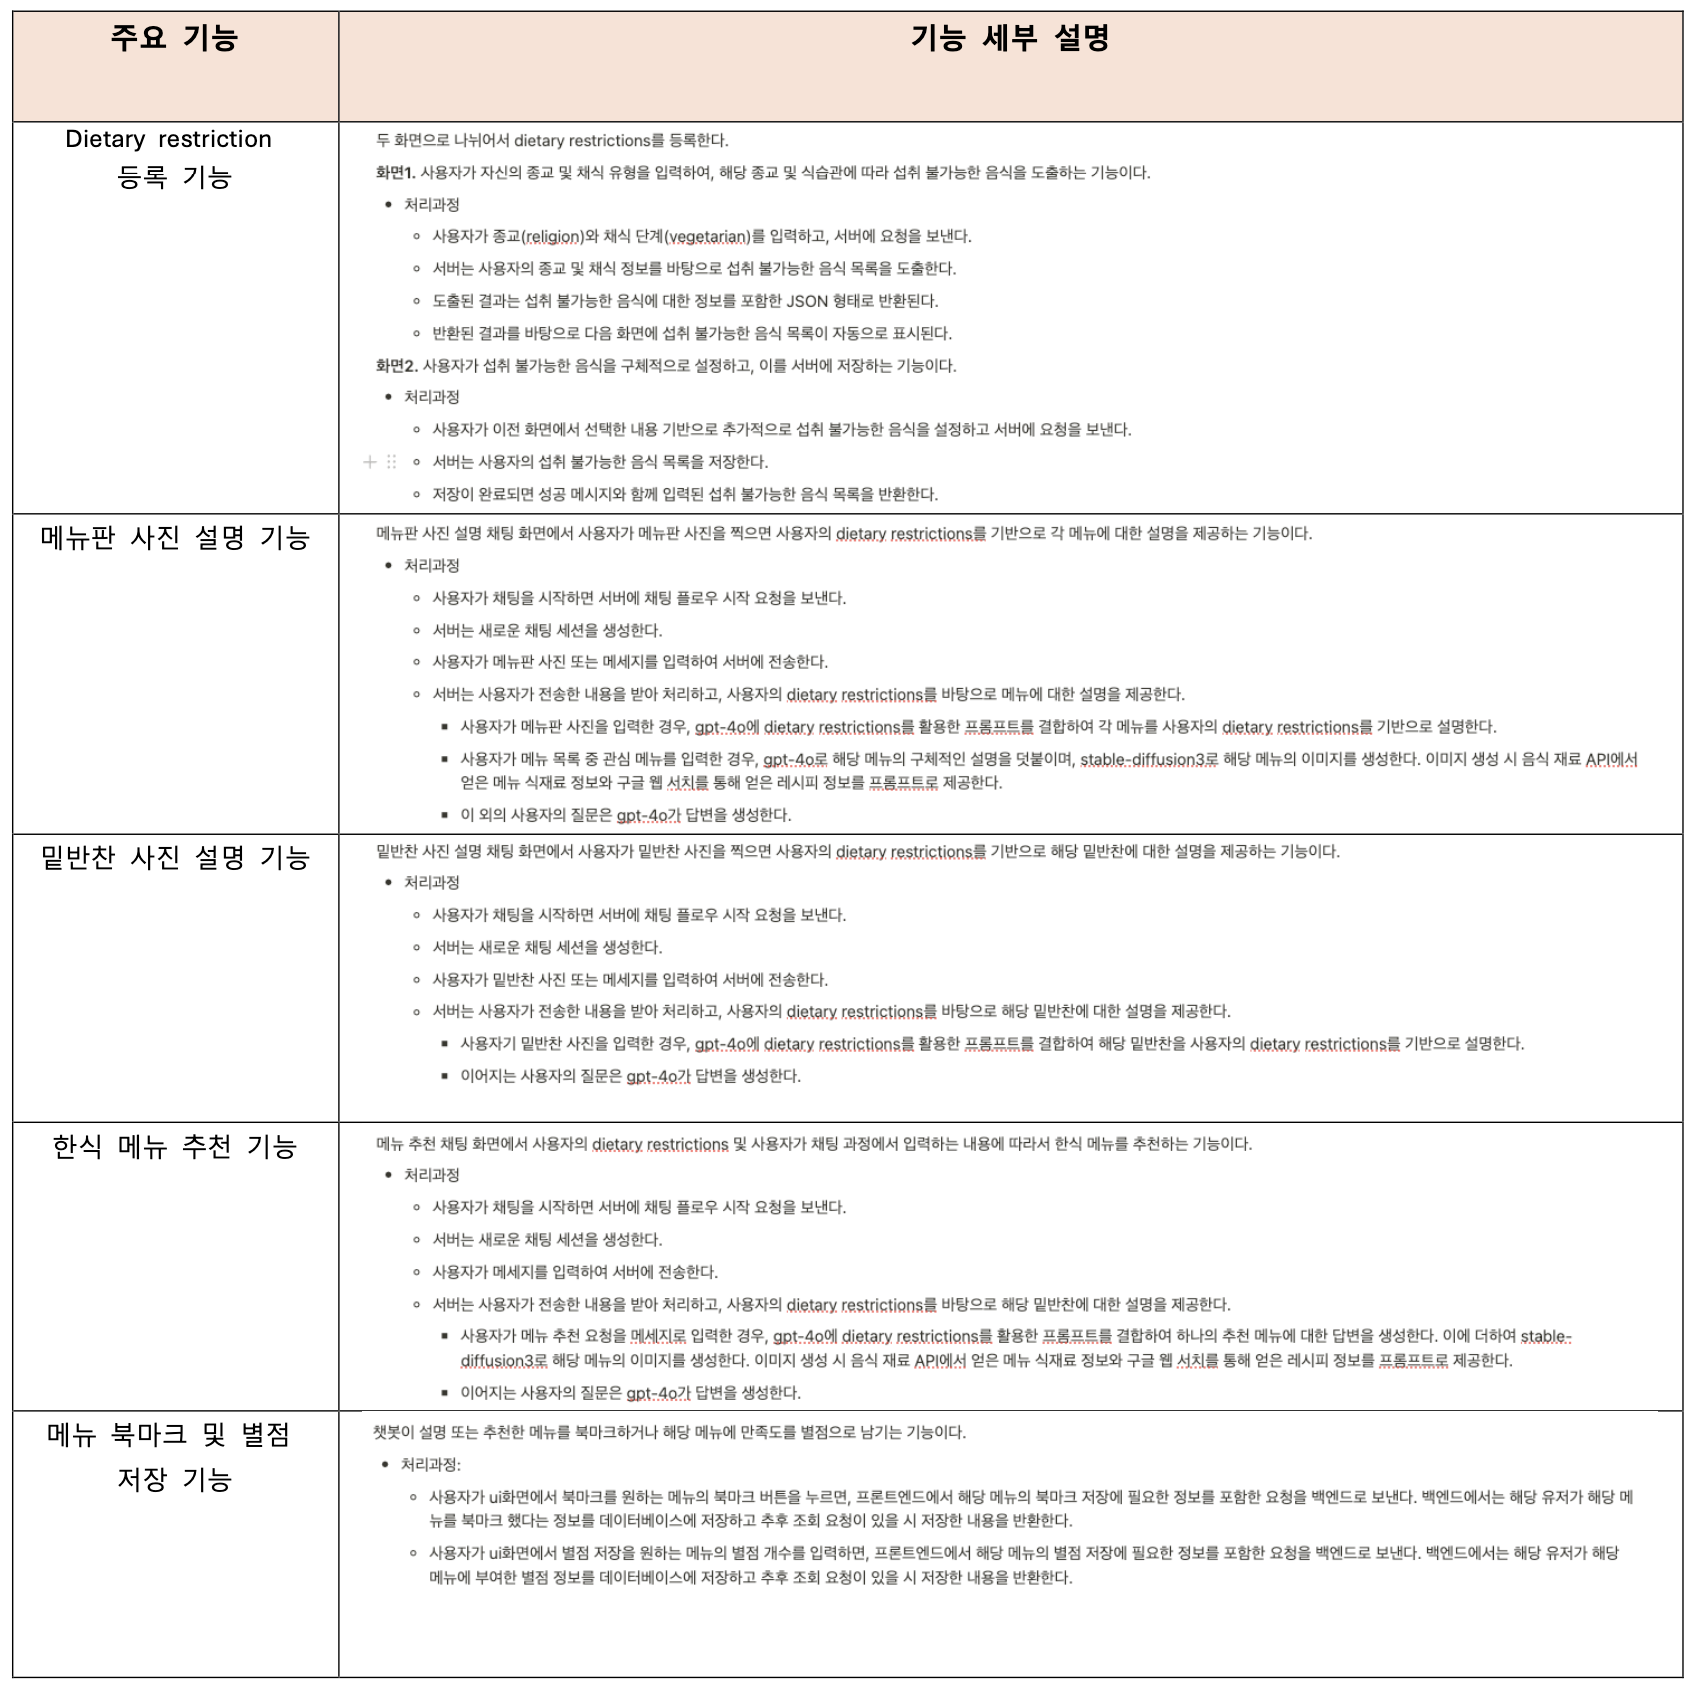 주요 기능
기능 세부 설명
Dietary restriction
등록 기능
두 화면으로 나뉘어서 dietary restrictions를 등록한다.
화면1. 사용자가 자신의 종교 및 채식 유형을 입력하여, 해당 종교 및 식습관에 따라 섭취 불가능한 음식을 도출하는 기능이다.
• 처리과정
◦ 사용자가 종교(religion)와 채식 단계(vegetarian)를 입력하고, 서버에 요청을 보낸다.
◦ 서버는 사용자의 종교 및 채식 정보를 바탕으로 섭취 불가능한 음식 목록을 도출한다.
◦ 도출된 결과는 섭취 불가능한 음식에 대한 정보를 포함한 JSON 형태로 반환된다.
◦ 반환된 결과를 바탕으로 다음 화면에 섭취 불가능한 음식 목록이 자동으로 표시된다.
화면2. 사용자가 섭취 불가능한 음식을 구체적으로 설정하고, 이를 서버에 저장하는 기능이다.
• 처리과정
◦ 사용자가 이전 화면에서 선택한 내용 기반으로 추가적으로 섭취 불가능한 음식을 설정하고 서버에 요청을 보낸다.
◦ 서버는 사용자의 섭취 불가능한 음식 목록을 저장한다.
◦ 저장이 완료되면 성공 메시지와 함께 입력된 섭취 불가능한 음식 목록을 반환한다.
메뉴판 사진 설명 기능
메뉴판 사진 설명 채팅 화면에서 사용자가 메뉴판 사진을 찍으면 사용자의 dietary restrictions를 기반으로 각 메뉴에 대한 설명을 제공하는 기능이다.
• 처리과정
◦ 사용자가 채팅을 시작하면 서버에 채팅 플로우 시작 요청을 보낸다.
◦ 서버는 새로운 채팅 세션을 생성한다.
◦ 사용자가 메뉴판 사진 또는 메세지를 입력하여 서버에 전송한다.
◦ 서버는 사용자가 전송한 내용을 받아 처리하고, 사용자의 dietary restrictions를 바탕으로 메뉴에 대한 설명을 제공한다.
▪ 사용자가 메뉴판 사진을 입력한 경우, gpt-4o에 dietary restrictions를 활용한 프롬프트를 결합하여 각 메뉴를 사용자의 dietary restrictions를 기반으로 설명한다.
▪ 사용자가 메뉴 목록 중 관심 메뉴를 입력한 경우, gpt-4o로 해당 메뉴의 구체적인 설명을 덧붙이며, stable-diffusion3로 해당 메뉴의 이미지를 생성한다. 이미지 생성 시 음식 재료 API에서
얻은 메뉴 식재료 정보와 구글 웹 서치를 통해 얻은 레시피 정보를 프롬프트로 제공한다.
▪ 이 외의 사용자의 질문은 gpt-4o가 답변을 생성한다.
밑반찬 사진 설명 기능
밑반찬 사진 설명 채팅 화면에서 사용자가 밑반찬 사진을 찍으면 사용자의 dietary restrictions를 기반으로 해당 밑반찬에 대한 설명을 제공하는 기능이다.
• 처리과정
◦ 사용자가 채팅을 시작하면 서버에 채팅 플로우 시작 요청을 보낸다.
◦ 서버는 새로운 채팅 세션을 생성한다.
◦ 사용자가 밑반찬 사진 또는 메세지를 입력하여 서버에 전송한다.
◦ 서버는 사용자가 전송한 내용을 받아 처리하고, 사용자의 dietary restrictions를 바탕으로 해당 밑반찬에 대한 설명을 제공한다.
▪ 사용자기 밑반찬 사진을 입력한 경우, gpt-4o에 dietary restrictions를 활용한 프롬프트를 결합하여 해당 밑반찬을 사용자의 dietary restrictions를 기반으로 설명한다.
▪ 이어지는 사용자의 질문은 gpt-4o가 답변을 생성한다.
한식 메뉴 추천 기능
메뉴 추천 채팅 화면에서 사용자의 dietary restrictions 및 사용자가 채팅 과정에서 입력하는 내용에 따라서 한식 메뉴를 추천하는 기능이다.
• 처리과정
◦ 사용자가 채팅을 시작하면 서버에 채팅 플로우 시작 요청을 보낸다.
◦ 서버는 새로운 채팅 세션을 생성한다.
◦ 사용자가 메세지를 입력하여 서버에 전송한다.
◦ 서버는 사용자가 전송한 내용을 받아 처리하고, 사용자의 dietary restrictions를 바탕으로 해당 밑반찬에 대한 설명을 제공한다.
▪ 사용자가 메뉴 추천 요청을 메세지로 입력한 경우, gpt-4o에 dietary restrictions를 활용한 프롬프트를 결합하여 하나의 추천 메뉴에 대한 답변을 생성한다. 이에 더하여 stable-
diffusion3로 해당 메뉴의 이미지를 생성한다. 이미지 생성 시 음식 재료 API에서 얻은 메뉴 식재료 정보와 구글 웹 서치를 통해 얻은 레시피 정보를 프롬프트로 제공한다.
▪ 이어지는 사용자의 질문은 gpt-4o가 답변을 생성한다.
메뉴 북마크 및 별점
저장 기능
챗봇이 설명 또는 추천한 메뉴를 북마크하거나 해당 메뉴에 만족도를 별점으로 남기는 기능이다.
• 처리과정:
◦ 사용자가 ui화면에서 북마크를 원하는 메뉴의 북마크 버튼을 누르면, 프론트엔드에서 해당 메뉴의 북마크 저장에 필요한 정보를 포함한 요청을 백엔드로 보낸다. 백엔드에서는 해당 유저가 해당 메
뉴를 북마크 했다는 정보를 데이터베이스에 저장하고 추후 조회 요청이 있을 시 저장한 내용을 반환한다.
◦ 사용자가 ui화면에서 별점 저장을 원하는 메뉴의 별점 개수를 입력하면, 프론트엔드에서 해당 메뉴의 별점 저장에 필요한 정보를 포함한 요청을 백엔드로 보낸다. 백엔드에서는 해당 유저가 해당
메뉴에 부여한 별점 정보를 데이터베이스에 저장하고 추후 조회 요청이 있을 시 저장한 내용을 반환한다.